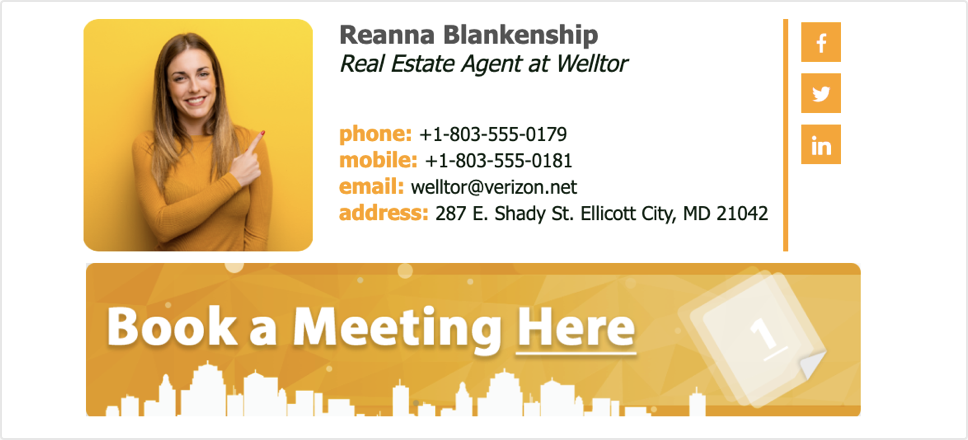 Reanna Blankenship
Real Estate Agent at Welltor
phone: +1-803-555-0179
mobile: +1-803-555-0181
email: welltor@verizon.net
address: 287 E. Shady St. Ellicott City, MD 21042
f
in
Book a Meeting Here
1